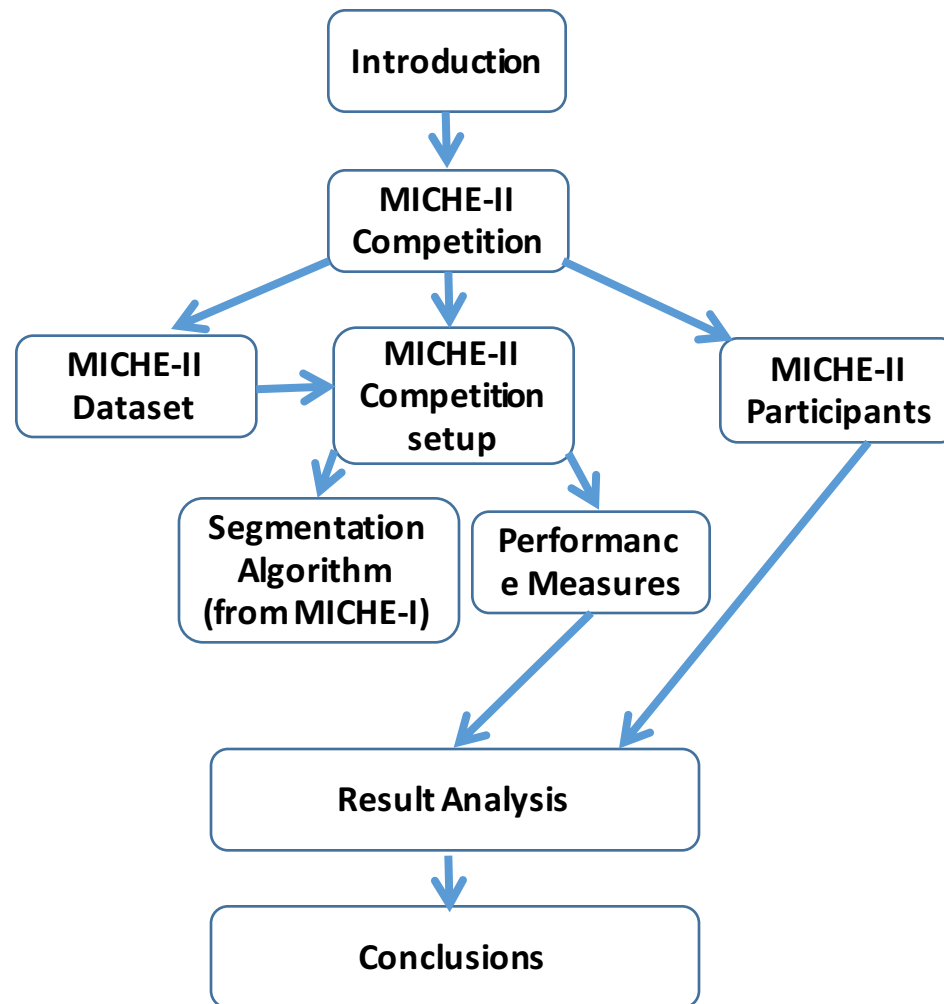 Introduction
MICHE-II
Competition
MICHE-II
Dataset
MICHE-II
Competition
setup
MICHE-II
Participants
Segmentation
Algorithm
(from MICHE-I)
Performanc
e Measures
Result Analysis
Conclusions